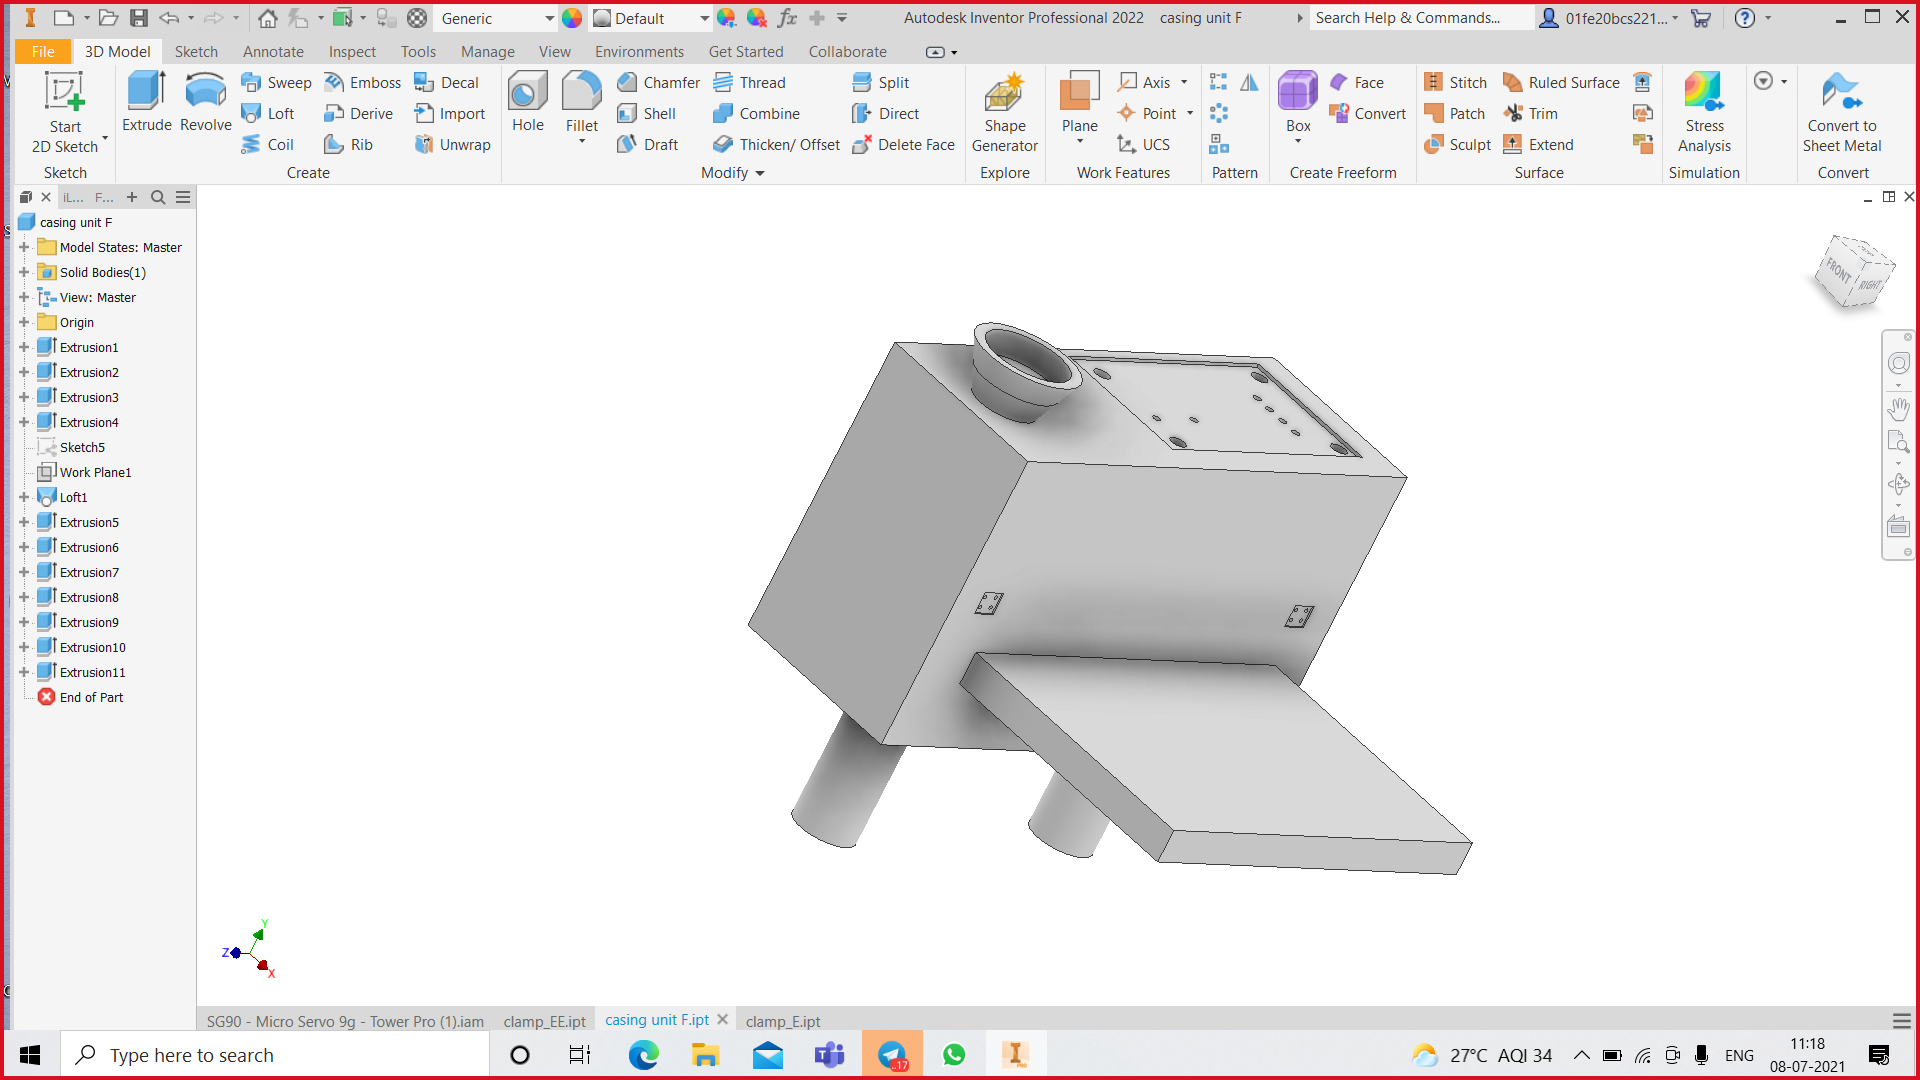 Generic
Default
Autodesk Inventor Professional 2022 casing unit F
Search Help & Commands...
01fe20bcs221...
File 3D Model Sketch Annotate Inspect Tools Manage View Environments Get Started Collaborate
Start
2D Sketch
Sketch
Extrude
Revolve
Sweep
Loft
Coil
Emboss
Derive
Rib
Decal
Import
Unwrap
Create
Hole
Fillet
Chamfer
Shell
Draft
Thread
Combine
Thicken/ Offset
Split
Direct
Delete Face
Modify
Shape
Generator
Explore
Plane
Axis
Point
UCS
Work Features
Pattern
Box
Face
Convert
Create Freeform
Stitch
Patch
Sculpt
Ruled Surface
Trim
Extend
Surface
Stress
Analysis
Simulation
Convert to
Sheet Metal
Convert
iL... F...
casing unit F
Model States: Master
Solid Bodies(1)
View: Master
Origin
Extrusion1
Extrusion2
Extrusion3
Extrusion4
Sketch5
Work Plane1
Loft1
Extrusion5
Extrusion6
Extrusion7
Extrusion8
Extrusion9
Extrusion10
Extrusion11
End of Part
FRONT
RIGHT
Y
Z
X
SG90 - Micro Servo 9g - Tower Pro (1).iam clamp_EE.ipt casing unit F.ipt clamp_E.ipt
Type here to search
27°C AQI 34
ENG
11:18
08-07-2021